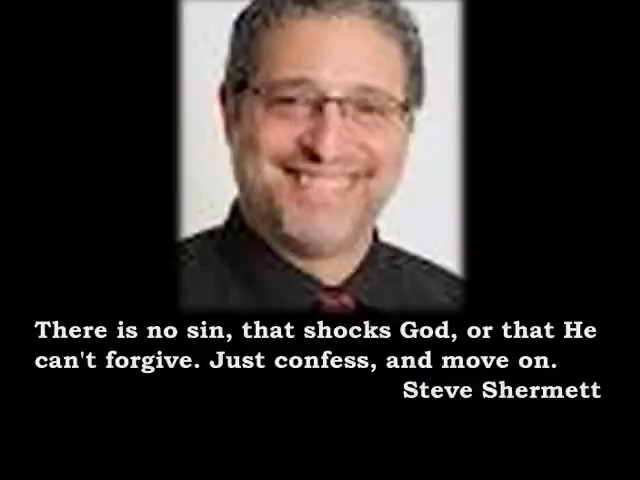 There is no sin, that shocks God, or that He
can't forgive. Just confess, and move on.
Steve Shermett